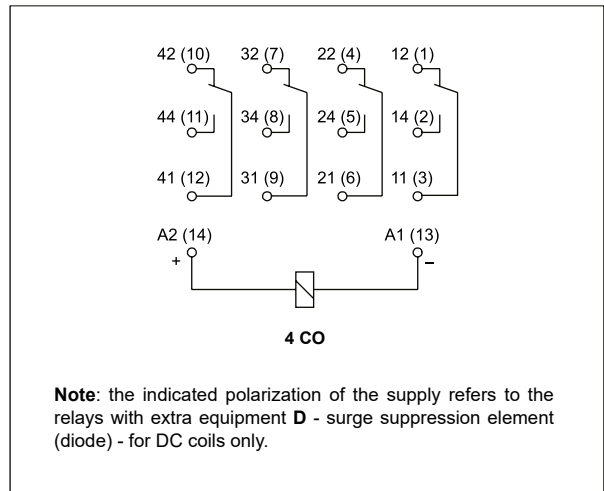 42 (10) 32 (7) 22 (4) 12 (1)
44 (11) 34 (8) 24 (5) 14 (2)
41 (12) 31 (9) 21 (6) 11 (3)
A2 (14) A1 (13)
+ –
4 CO
Note: the indicated polarization of the supply refers to the
relays with extra equipment D - surge suppression element
(diode) - for DC coils only.